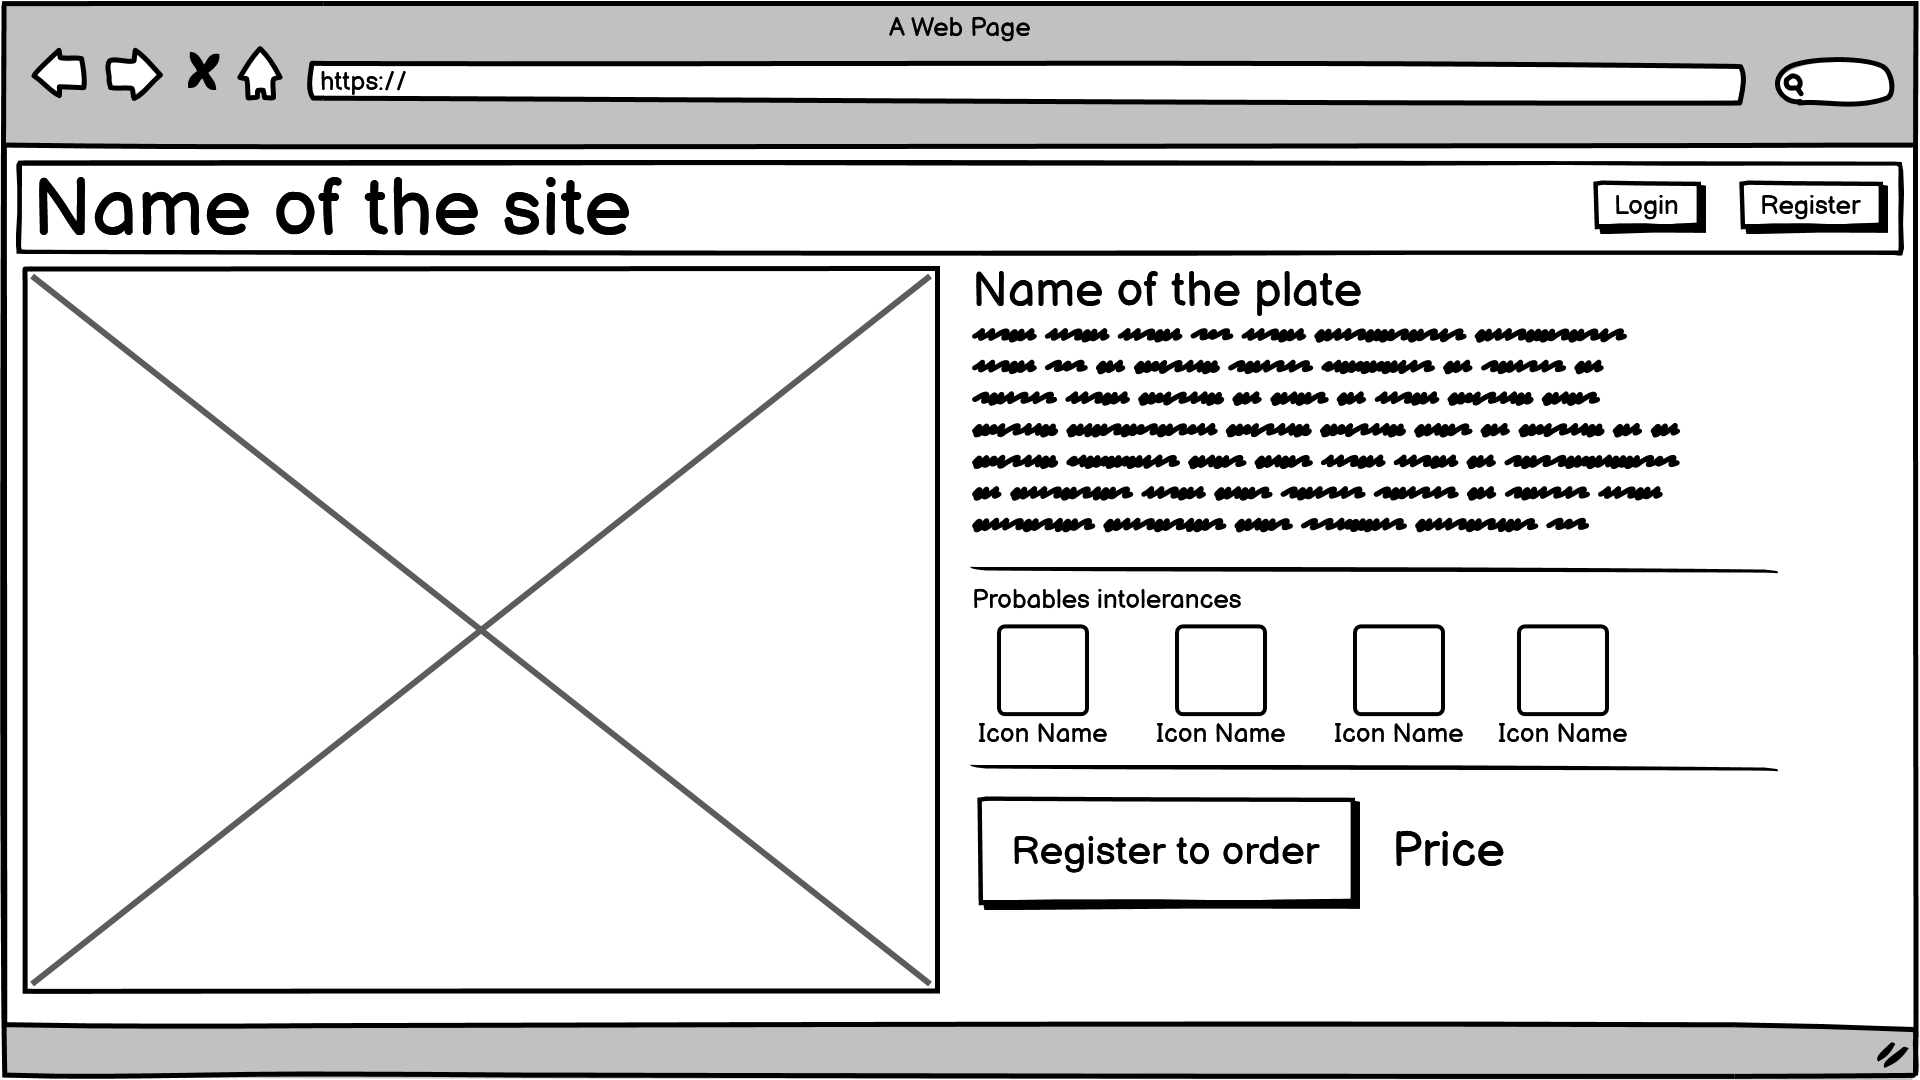 A Web Page
https://
Name of the site
Login
Register
Name of the plate
Probables intolerances
Icon Name
Icon Name
Icon Name
Icon Name
Register to order
Price